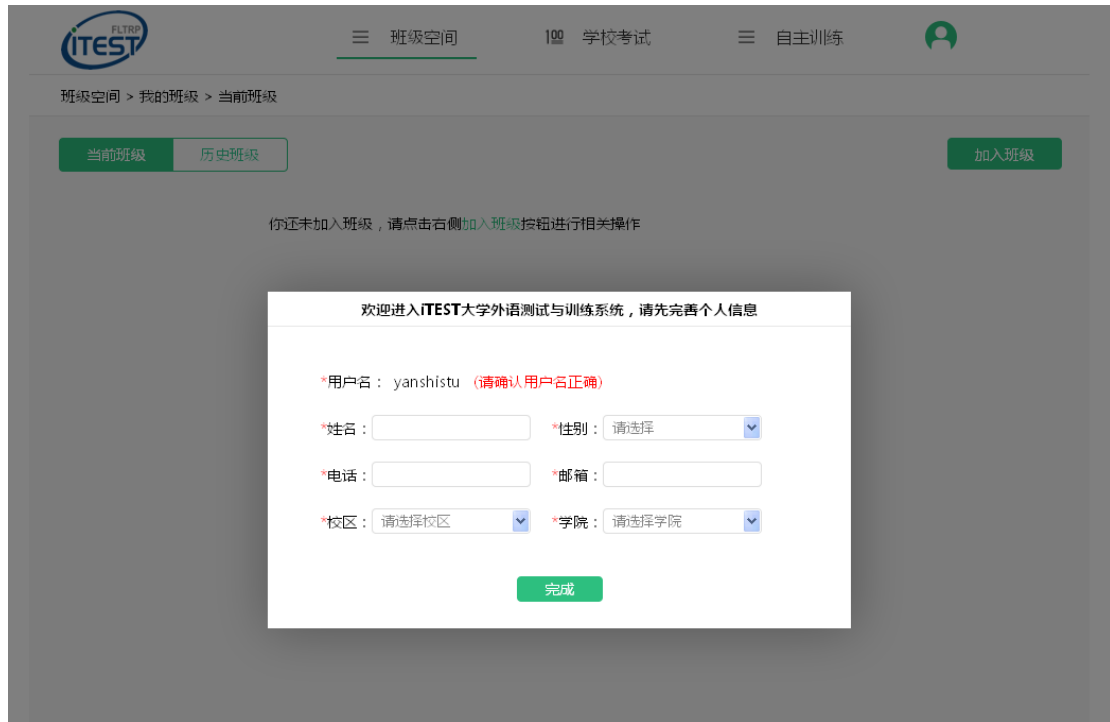 FLTRP
iTEST
班级空间
100 学校考试
自主训练
班级空间 > 我的班级 > 当前班级
当前班级 历史班级
加入班级
你还未加入班级，请点击右侧加入班级按钮进行相关操作
欢迎进入iTEST大学外语测试与训练系统，请先完善个人信息
*用户名： yanshistu (请确认用户名正确)
*姓名： *性别： 请选择
*电话： *邮箱：
*校区： 请选择校区 *学院： 请选择学院
完成